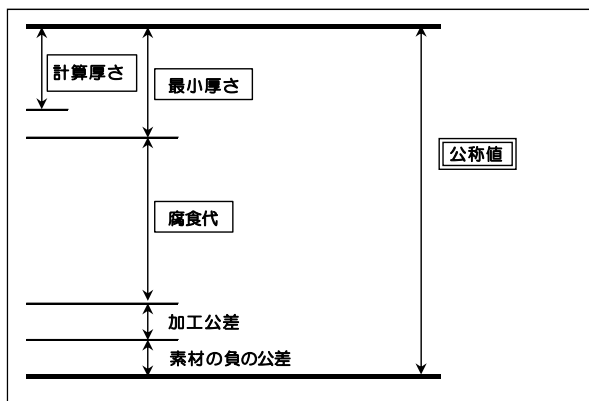 計算厚さ
最小厚さ
公称値
腐食代
加工公差
素材の負の公差